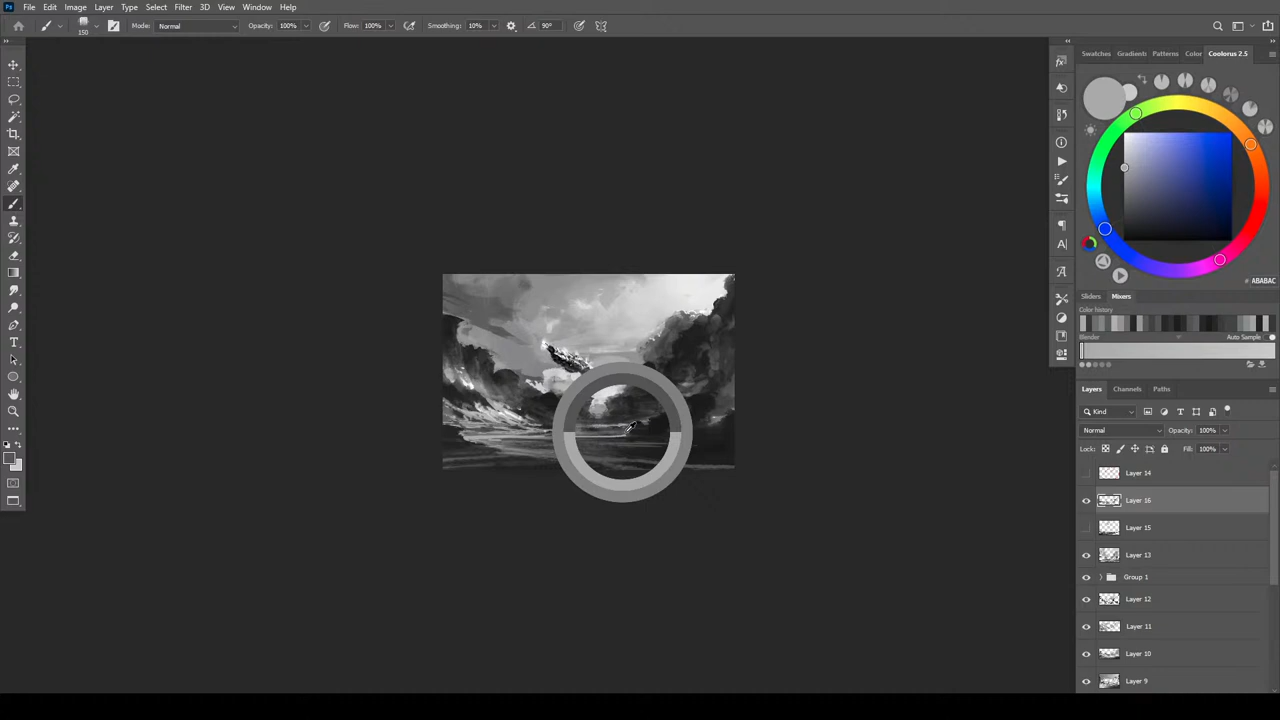 Ps File Edit Image Layer Type Select Filter 3D View Window Help
150 Mode: Normal Opacity: 100% Flow: 100% Smoothing: 10% 90°
Swatches Gradients Patterns Color Coolorus 2.5
# ABABAC
Sliders Mixers
Color history
Blender Auto Sample
Layers Channels Paths
Kind
Normal Opacity: 100%
Lock: Fill: 100%
Layer 14
Layer 16
Layer 15
Layer 13
Group 1
Layer 12
Layer 11
Layer 10
Layer 9